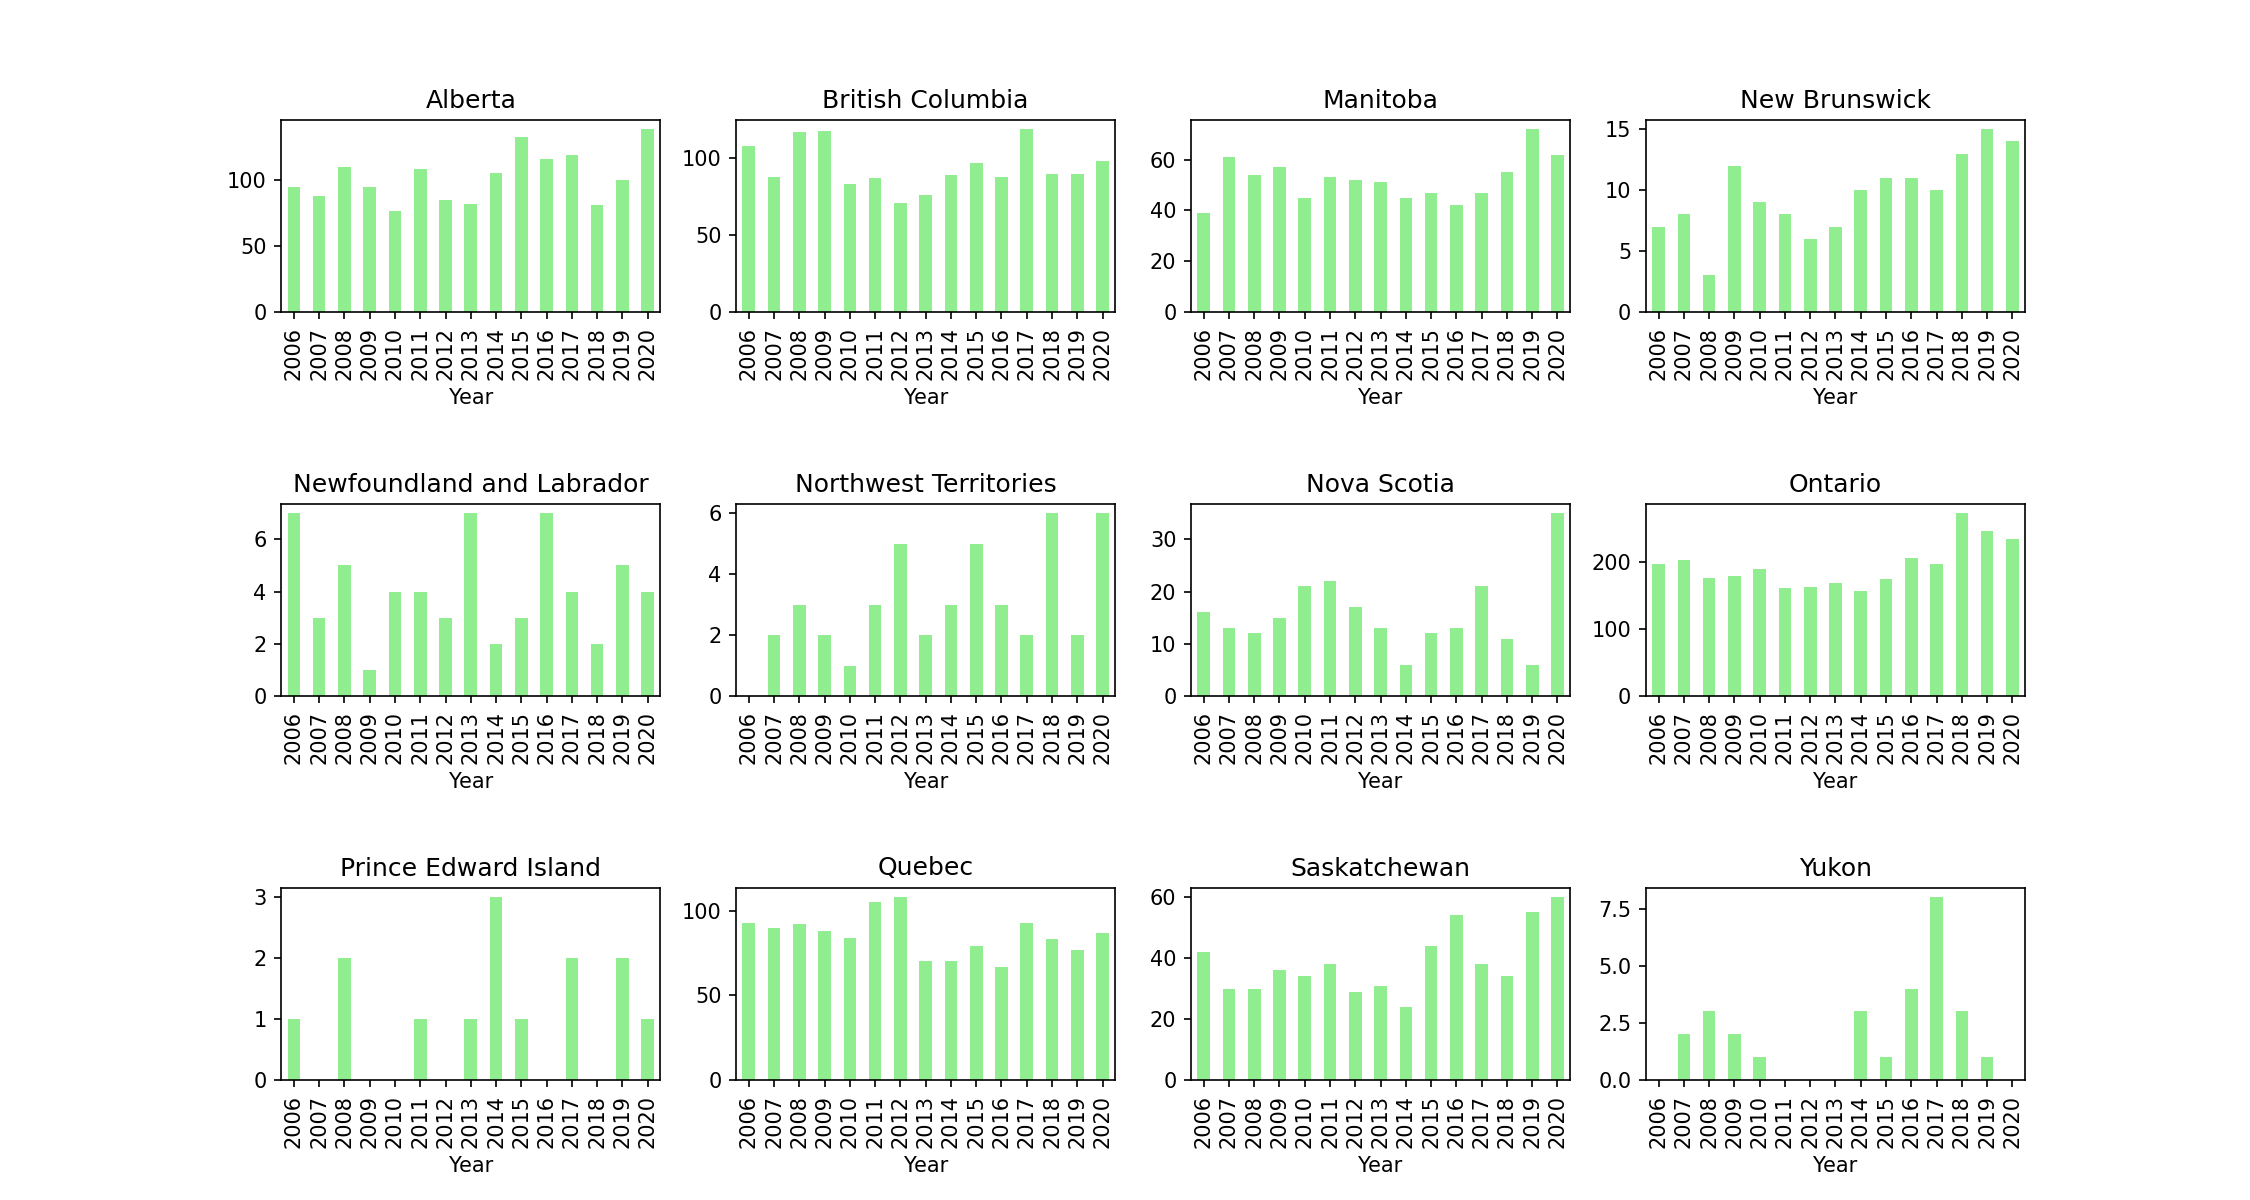 Alberta
British Columbia
Manitoba
New Brunswick
100
50
0
100
50
0
60
40
20
0
15
10
5
0
2006 2007 2008 2009 2010 2011 2012 2013 2014 2015 2016 2017 2018 2019 2020
2006 2007 2008 2009 2010 2011 2012 2013 2014 2015 2016 2017 2018 2019 2020
2006 2007 2008 2009 2010 2011 2012 2013 2014 2015 2016 2017 2018 2019 2020
2006 2007 2008 2009 2010 2011 2012 2013 2014 2015 2016 2017 2018 2019 2020
Year
Year
Year
Year
Newfoundland and Labrador
Northwest Territories
Nova Scotia
Ontario
6
4
2
0
6
4
2
0
30
20
10
0
200
100
0
2006 2007 2008 2009 2010 2011 2012 2013 2014 2015 2016 2017 2018 2019 2020
2006 2007 2008 2009 2010 2011 2012 2013 2014 2015 2016 2017 2018 2019 2020
2006 2007 2008 2009 2010 2011 2012 2013 2014 2015 2016 2017 2018 2019 2020
2006 2007 2008 2009 2010 2011 2012 2013 2014 2015 2016 2017 2018 2019 2020
Year
Year
Year
Year
Prince Edward Island
Quebec
Saskatchewan
Yukon
3
2
1
0
100
50
0
60
40
20
0
7.5
5.0
2.5
0.0
2006 2007 2008 2009 2010 2011 2012 2013 2014 2015 2016 2017 2018 2019 2020
2006 2007 2008 2009 2010 2011 2012 2013 2014 2015 2016 2017 2018 2019 2020
2006 2007 2008 2009 2010 2011 2012 2013 2014 2015 2016 2017 2018 2019 2020
2006 2007 2008 2009 2010 2011 2012 2013 2014 2015 2016 2017 2018 2019 2020
Year
Year
Year
Year